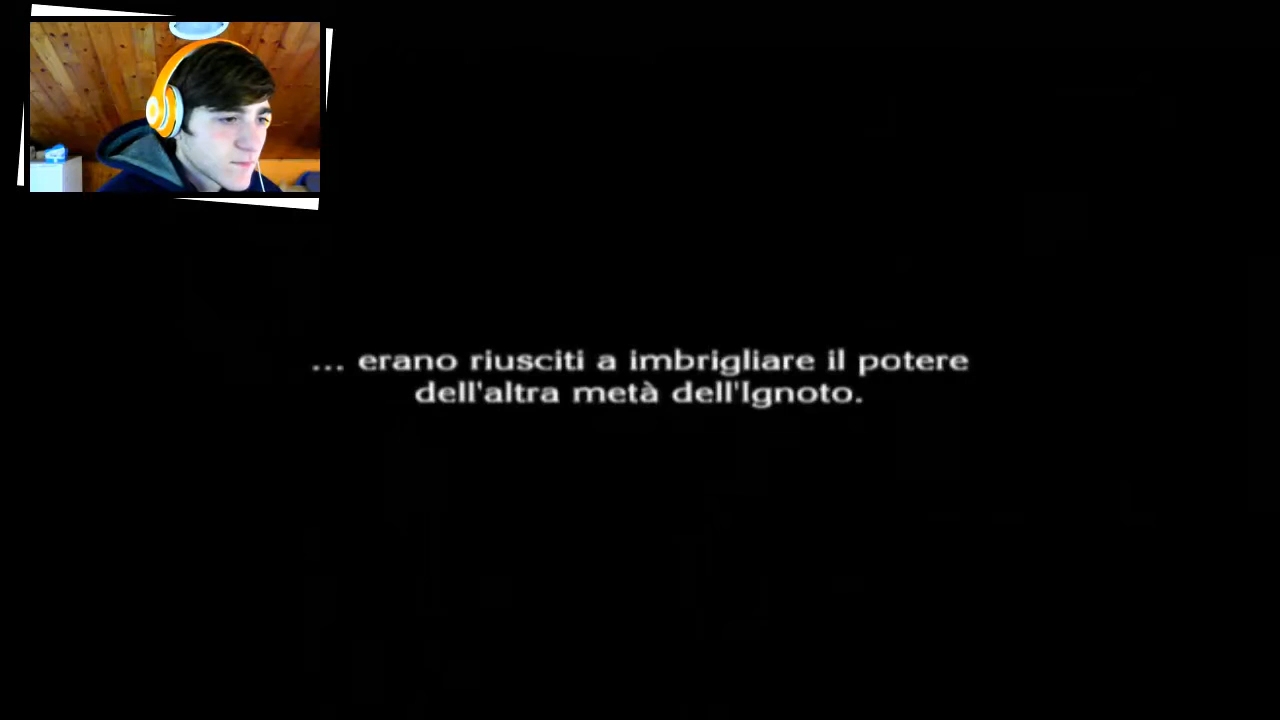 ... erano riusciti a imbrigliare il potere
dell'altra metà dell'Ignoto.